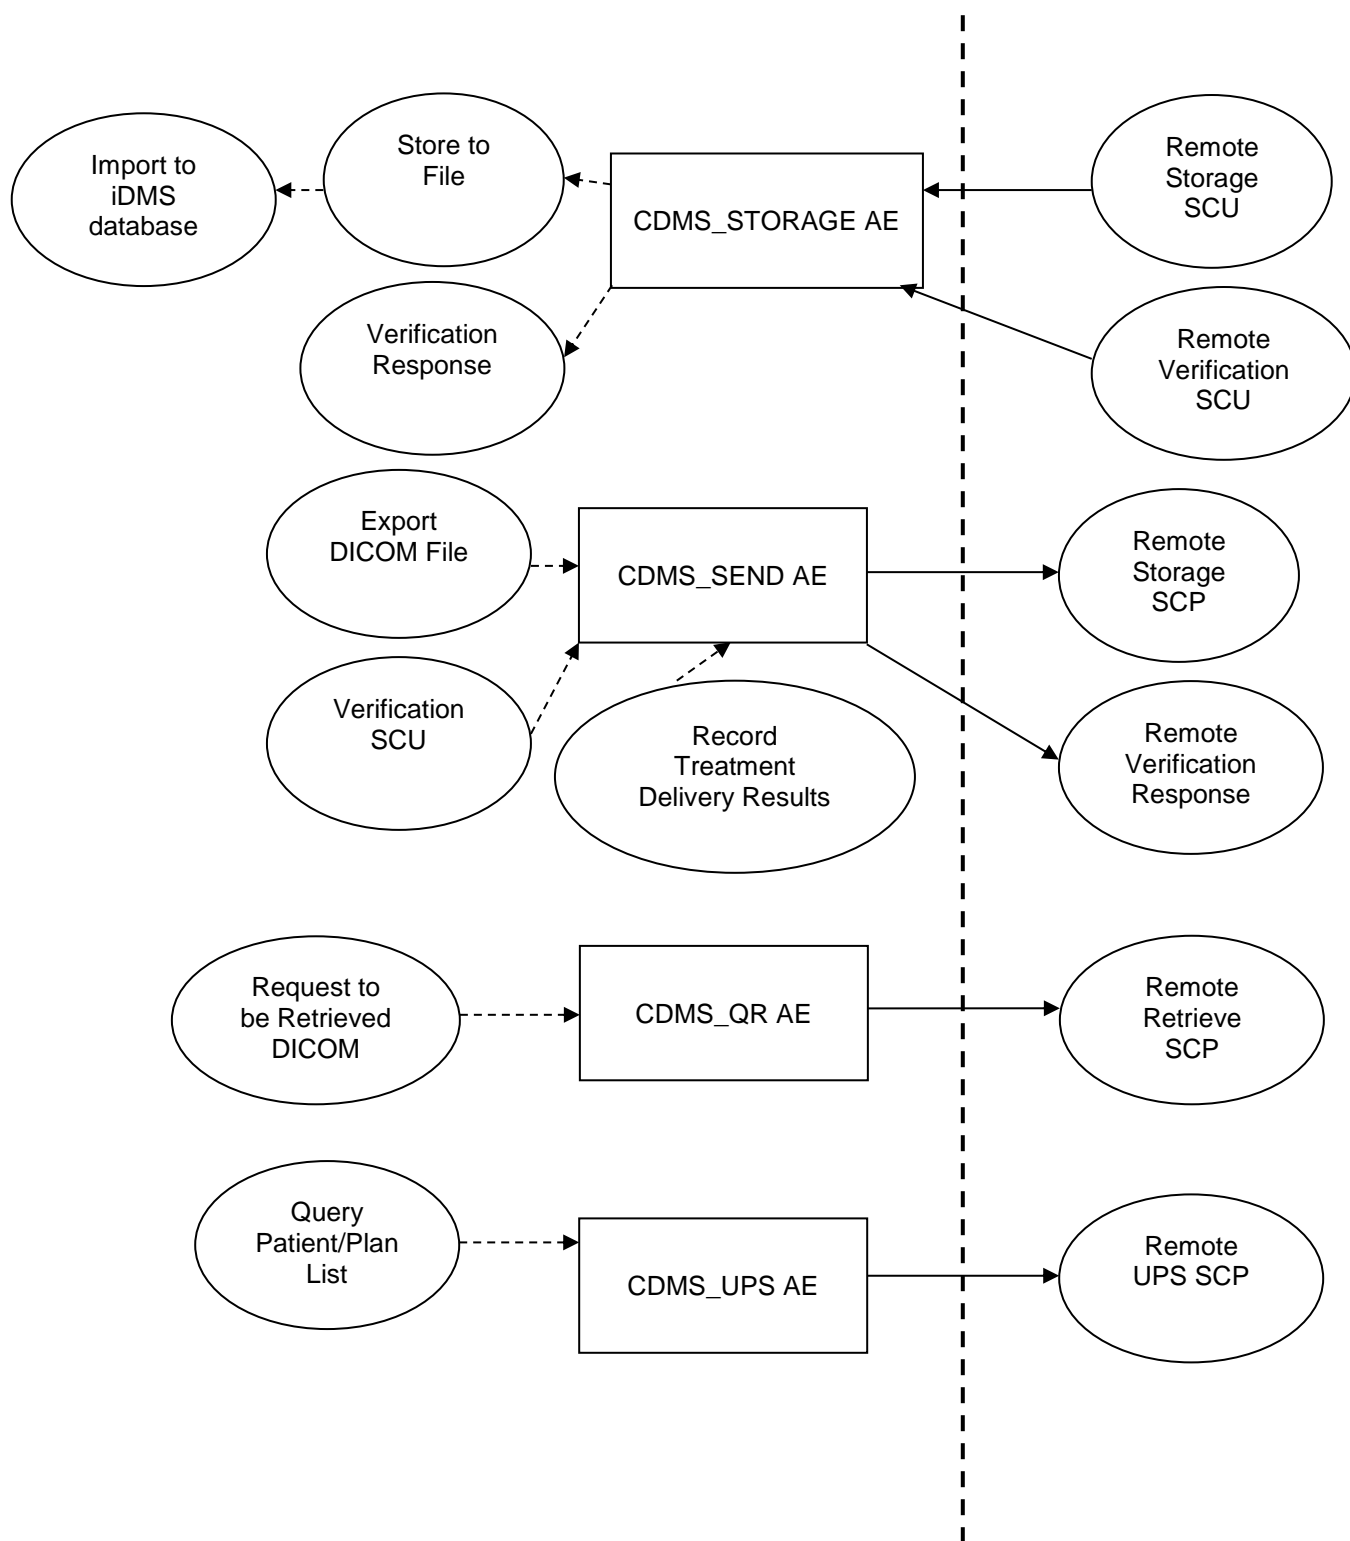 Import to
iDMS
database
Store to
File
CDMS_STORAGE AE
Remote
Storage
SCU
Verification
Response
Remote
Verification
SCU
Export
DICOM File
CDMS_SEND AE
Remote
Storage
SCP
Verification
SCU
Record
Treatment
Delivery Results
Remote
Verification
Response
Request to
be Retrieved
DICOM
CDMS_QR AE
Remote
Retrieve
SCP
Query
Patient/Plan
List
CDMS_UPS AE
Remote
UPS SCP